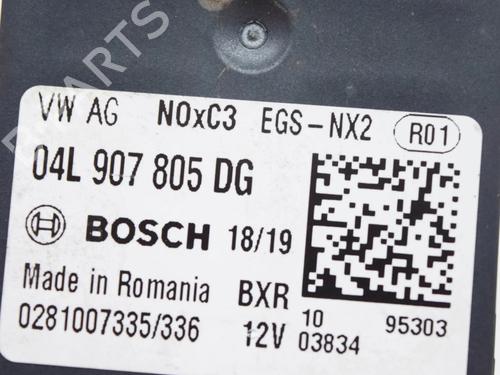 VW AG NOxC3 EGS-NX2 R01
04L 907 805 DG
BOSCH 18/19
Made in Romania BXR
0281007335/336 12V
10 95303
03834
PARTS